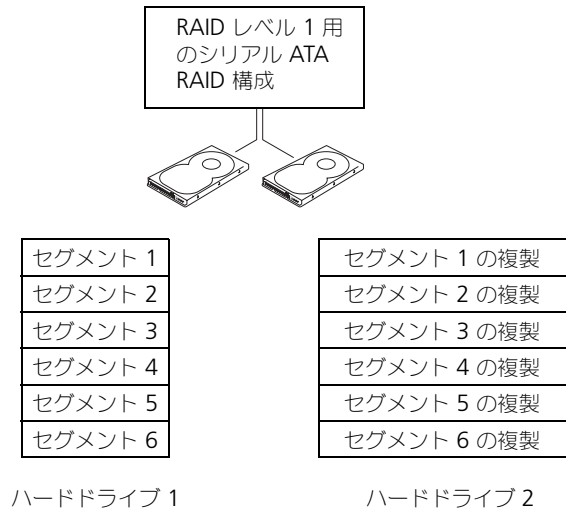 RAID レベル 1 用
のシリアル ATA
RAID 構成
セグメント 1
セグメント 2
セグメント 3
セグメント 4
セグメント 5
セグメント 6
セグメント 1 の複製
セグメント 2 の複製
セグメント 3 の複製
セグメント 4 の複製
セグメント 5 の複製
セグメント 6 の複製
ハードドライブ 1
ハードドライブ 2